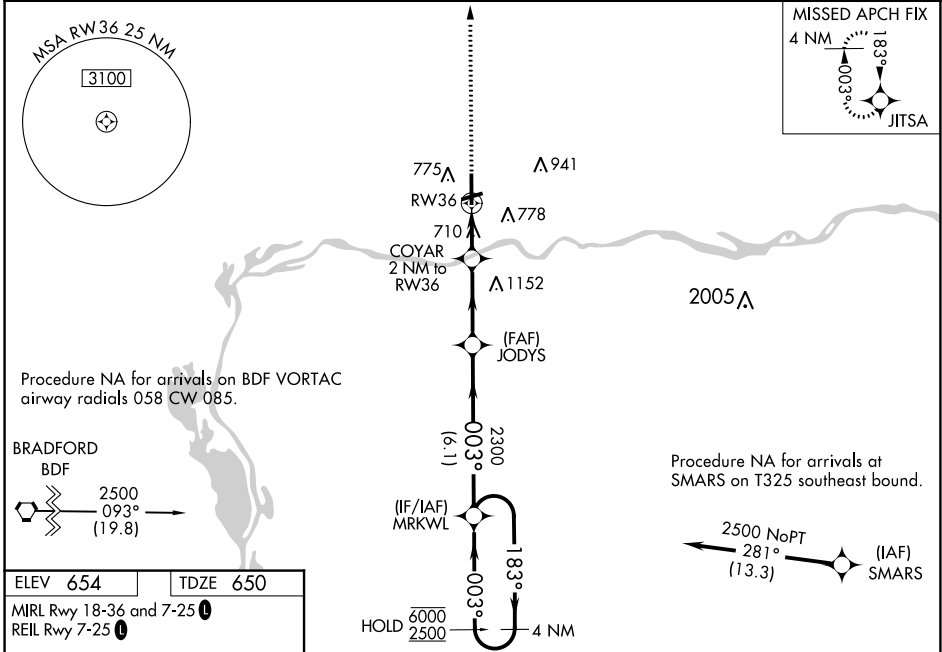 MSA RW36 25 NM
3100
MISSED APCH FIX
4 NM
183°
003°
JITSA
775
941
RW36
778
710
COYAR
2 NM to
RW36
1152
2005
(FAF)
JODYS
Procedure NA for arrivals on BDF VORTAC
airway radials 058 CW 085.
BRADFORD
BDF
2500
093°
(19.8)
2300
003°
(6.1)
Procedure NA for arrivals at
SMARS on T325 southeast bound.
2500 NoPT
281°
(13.3)
(IAF)
SMARS
(IF/IAF)
MRKWL
183°
003°
HOLD
6000
2500
4 NM
ELEV 654
TDZE 650
MIRL Rwy 18-36 and 7-25 L
REIL Rwy 7-25 L